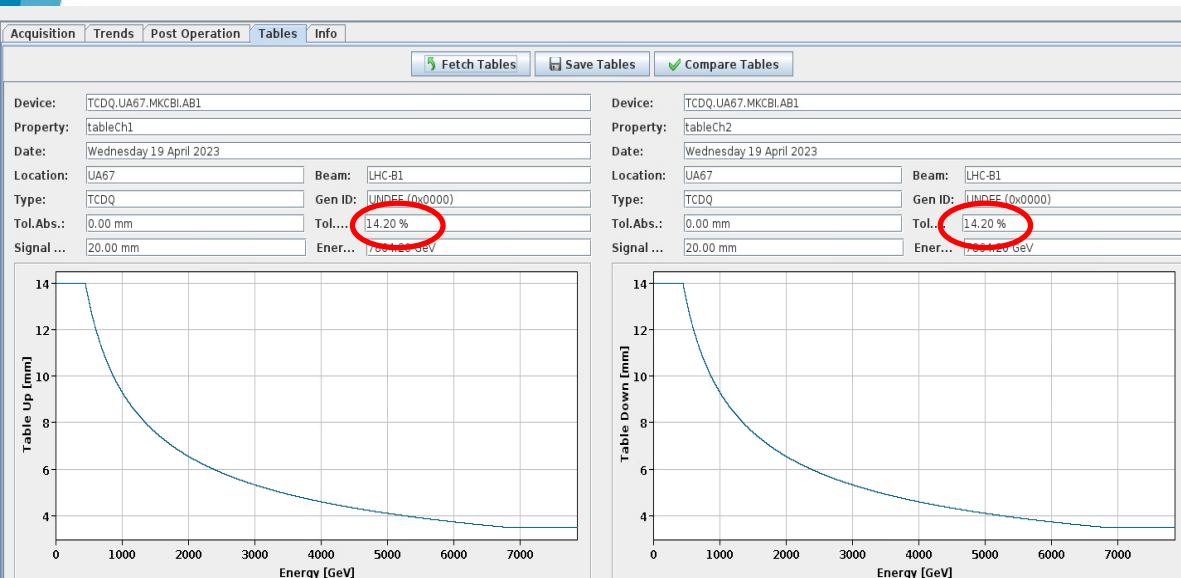 Acquisition Trends Post Operation Tables Info
Fetch Tables Save Tables Compare Tables
Device: TCDQ.UA67.MKCBI.AB1
Property: tableCh1
Date: Wednesday 19 April 2023
Location: UA67 Beam: LHC-B1
Type: TCDQ Gen ID: UNDEF (0x0000)
Tol.Abs.: 0.00 mm Tol.... 14.20 %
Signal ... 20.00 mm Ener... GeV
Table Up [mm]
14
12
10
8
6
4
0 1000 2000 3000 4000 5000 6000 7000
Energy [GeV]
Device: TCDQ.UA67.MKCBI.AB1
Property: tableCh2
Date: Wednesday 19 April 2023
Location: UA67 Beam: LHC-B1
Type: TCDQ Gen ID: UNDEF (0x0000)
Tol.Abs.: 0.00 mm Tol.... 14.20 %
Signal ... 20.00 mm Ener... GeV
Table Down [mm]
14
12
10
8
6
4
0 1000 2000 3000 4000 5000 6000 7000
Energy [GeV]